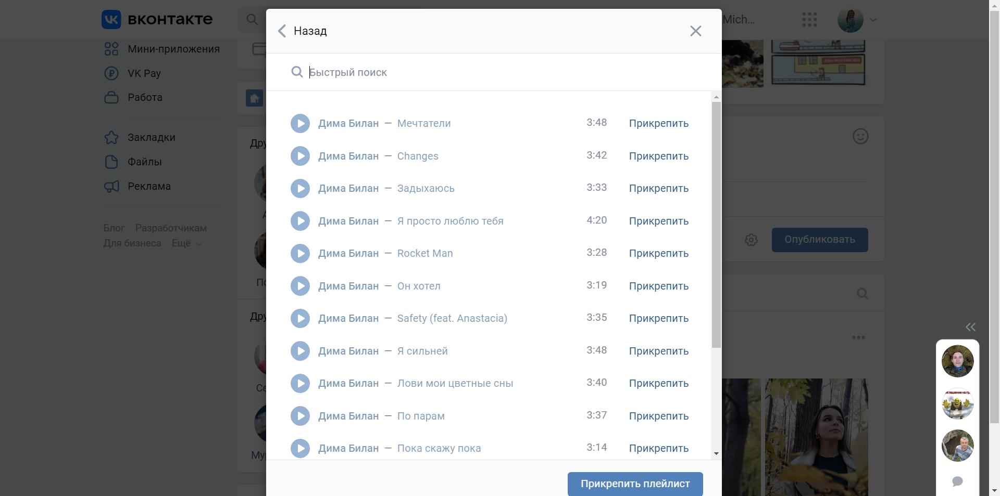 вконтакте
Mich...
Назад
Быстрый поиск
Мини-приложения
VK Pay
Работа
Закладки
Файлы
Реклама
Блог Разработчикам
Для бизнеса Ещё
Дима Билан — Мечтатели 3:48 Прикрепить
Дима Билан — Changes 3:42 Прикрепить
Дима Билан — Задыхаюсь 3:33 Прикрепить
Дима Билан — Я просто люблю тебя 4:20 Прикрепить
Дима Билан — Rocket Man 3:28 Прикрепить
Дима Билан — Он хотел 3:19 Прикрепить
Дима Билан — Safety (feat. Anastacia) 3:35 Прикрепить
Дима Билан — Я сильней 3:48 Прикрепить
Дима Билан — Лови мои цветные сны 3:40 Прикрепить
Дима Билан — По парам 3:37 Прикрепить
Дима Билан — Пока скажу пока 3:14 Прикрепить
Прикрепить плейлист
Опубликовать